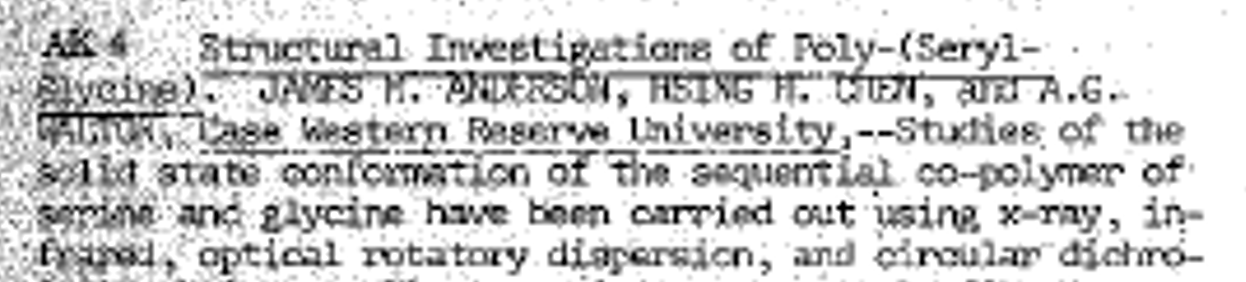 AK 4 Structural Investigations of Poly-(Seryl-
Glycine). JAMES M. ANDERSON, HSING H. CHEN, and A.G.
WALTON, Case Western Reserve University,--Studies of the
solid state conformation of the sequential co-polymer of
serine and glycine have been carried out using x-ray, in-
frared, optical rotatory dispersion, and circular dichro-